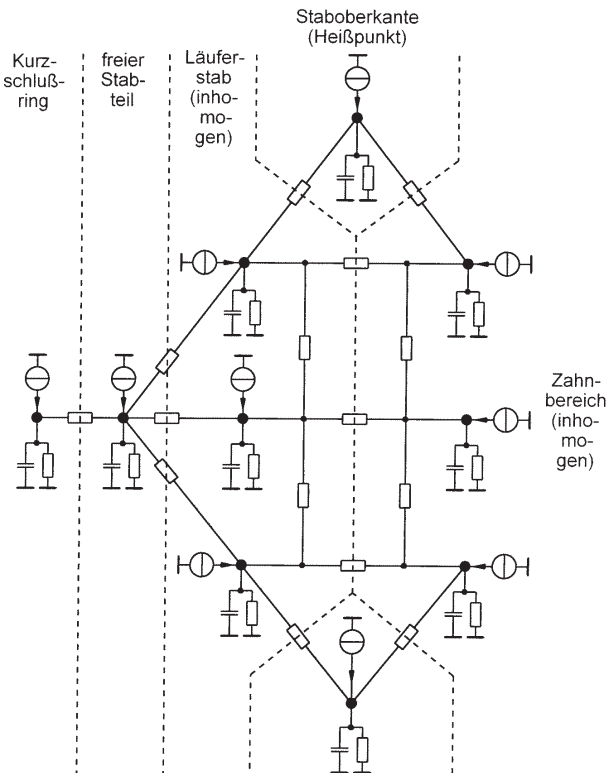 Staboberkante
(Heißpunkt)
Kurz-
schluß-
ring
freier
Stab-
teil
Läufer-
stab
(inho-
mo-
gen)
Zahn-
bereich
(inho-
mo-
gen)